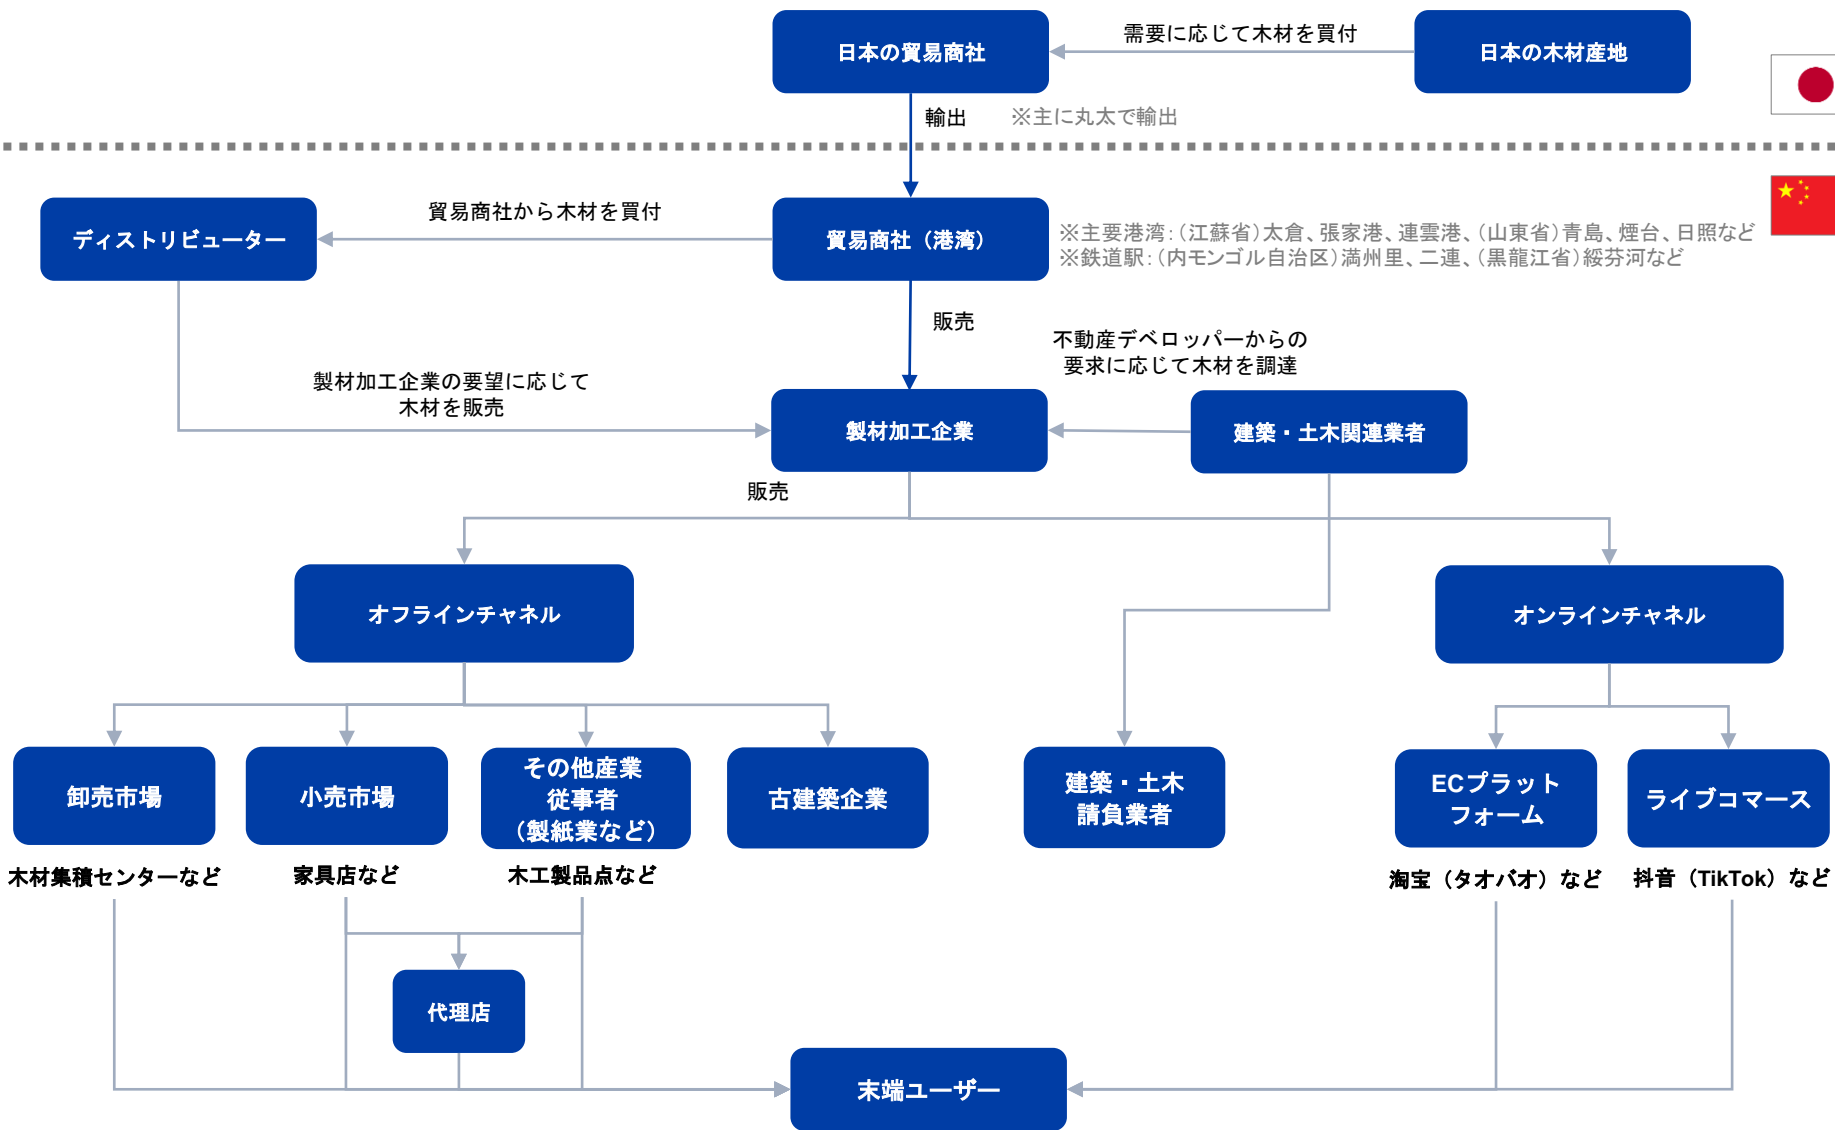 日本の貿易商社
需要に応じて木材を買付
日本の木材産地
輸出
※主に丸太で輸出
ディストリビューター
貿易商社から木材を買付
貿易商社（港湾）
※主要港湾：（江蘇省）太倉、張家港、連雲港、（山東省）青島、煙台、日照など
※鉄道駅：（内モンゴル自治区）満州里、二連、（黒龍江省）綏芬河など
販売
不動産デベロッパーからの
要求に応じて木材を調達
製材加工企業の要望に応じて
木材を販売
製材加工企業
建築・土木関連業者
販売
オフラインチャネル
オンラインチャネル
卸売市場
小売市場
その他産業
従事者
（製紙業など）
古建築企業
建築・土木
請負業者
ECプラット
フォーム
ライブコマース
木材集積センターなど
家具店など
木工製品点など
淘宝（タオバオ）など
抖音（TikTok）など
代理店
末端ユーザー